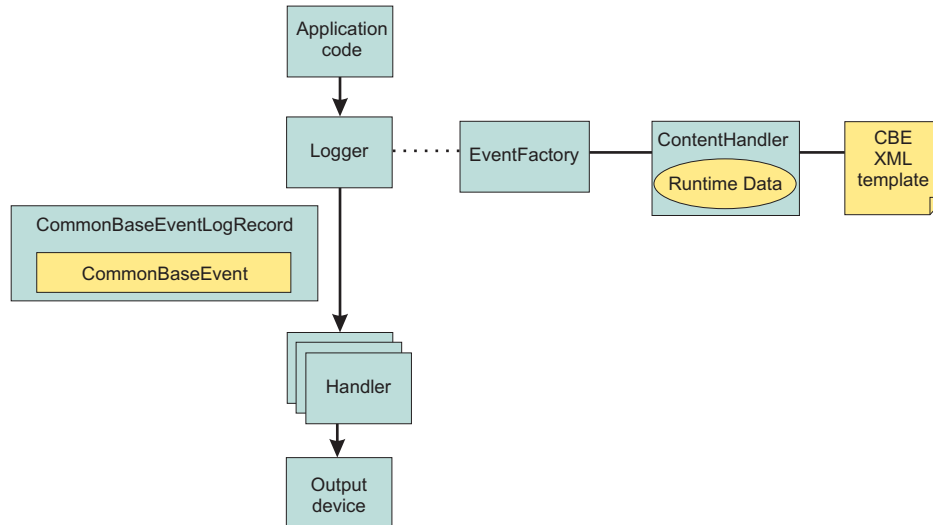 Application
code
Logger
EventFactory
ContentHandler
Runtime Data
CBE
XML
template
CommonBaseEventLogRecord
CommonBaseEvent
Handler
Output
device